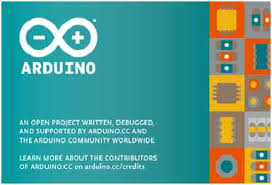 ARDUINO
AN OPEN PROJECT WRITTEN, DEBUGGED,
AND SUPPORTED BY ARDUINO.CC AND
THE ARDUINO COMMUNITY WORLDWIDE
LEARN MORE ABOUT THE CONTRIBUTORS
OF ARDUINO.CC on arduino.cc/credits